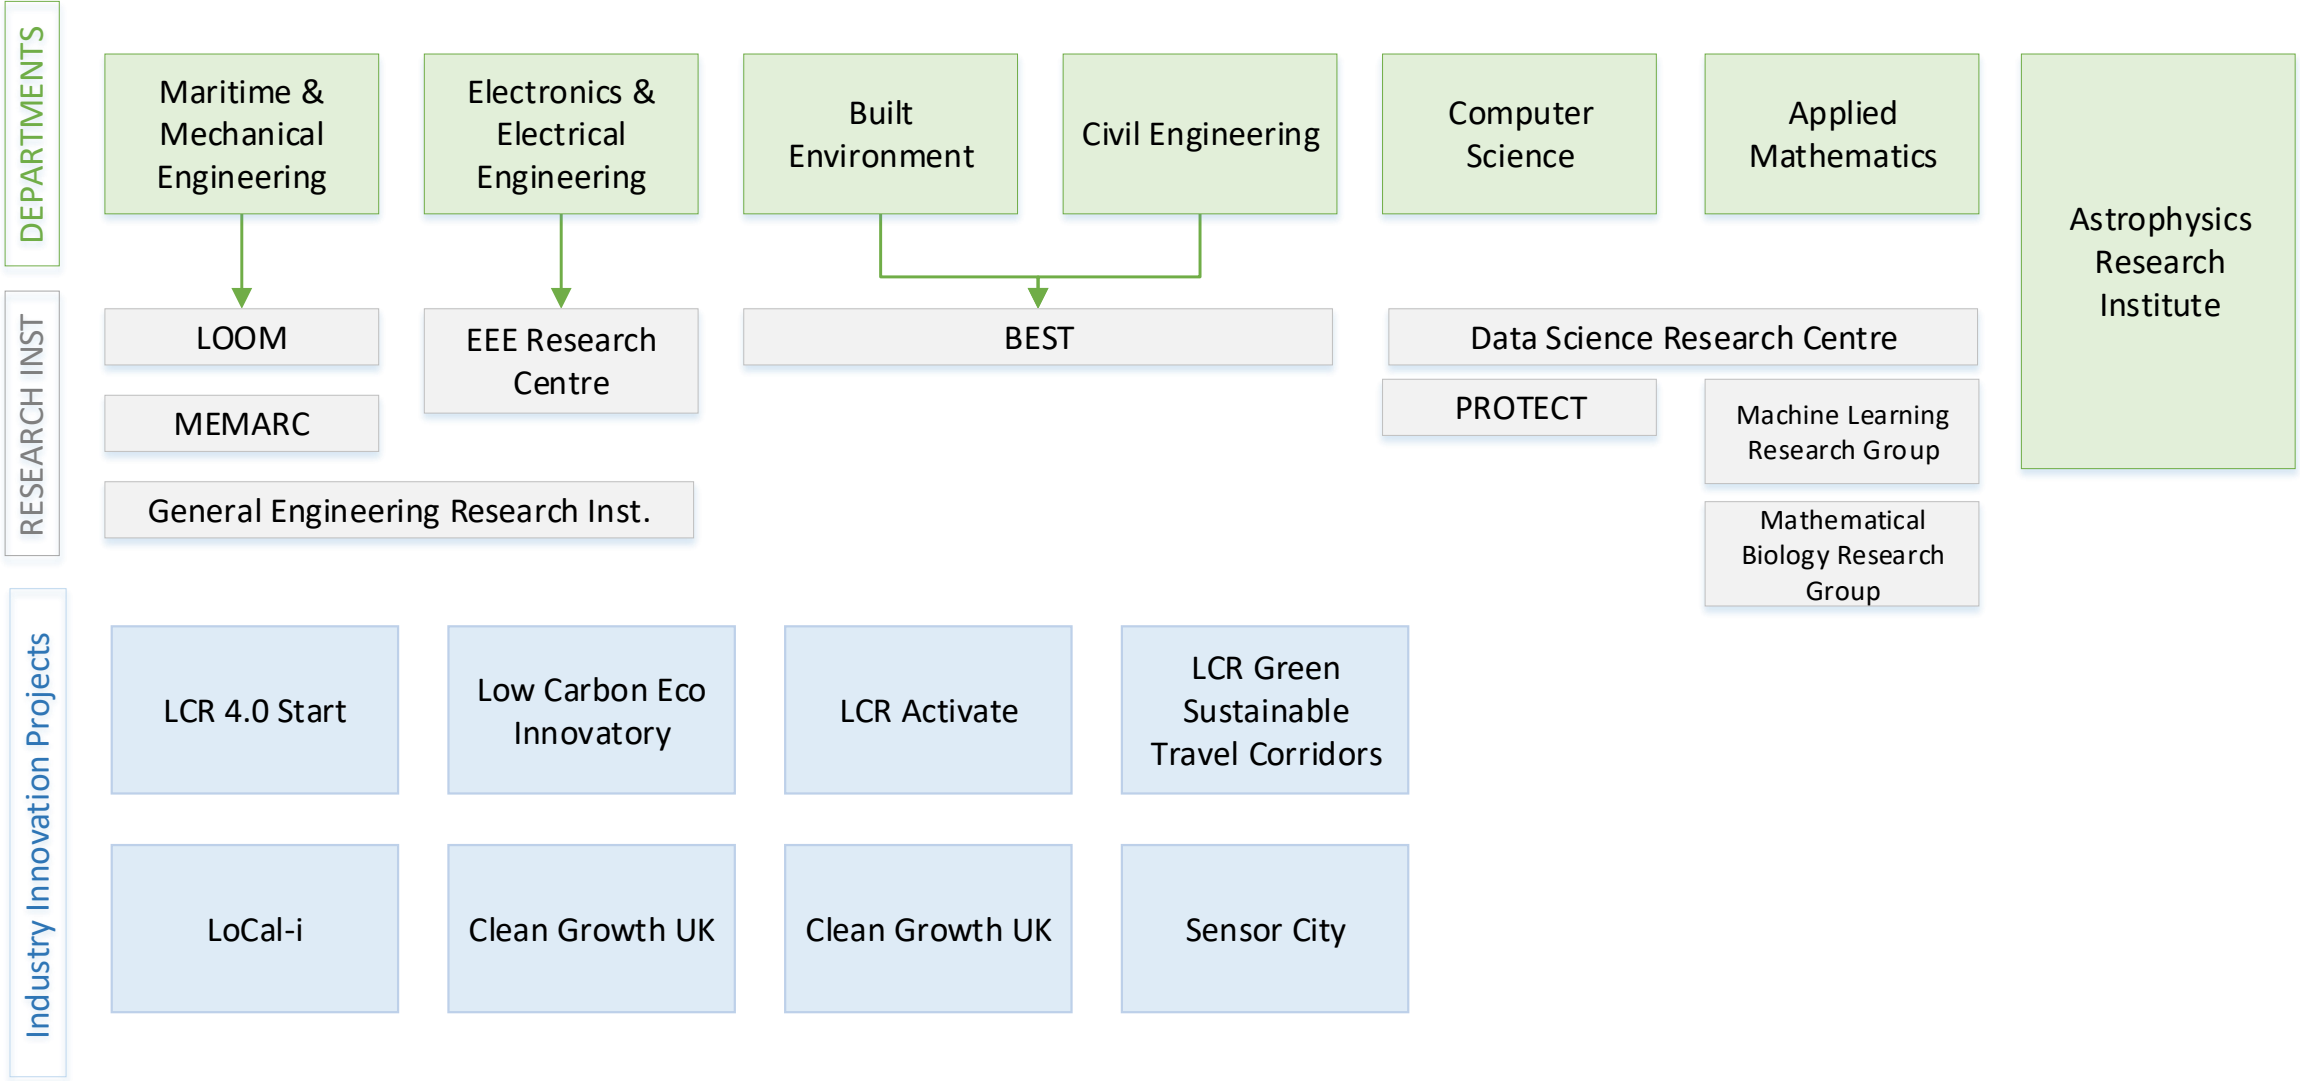 DEPARTMENTS
Maritime &
Mechanical
Engineering
Electronics &
Electrical
Engineering
Built
Environment
Civil Engineering
Computer
Science
Applied
Mathematics
Astrophysics
Research
Institute
RESEARCH INST
LOOM
EEE Research
Centre
BEST
Data Science Research Centre
MEMARC
PROTECT
Machine Learning
Research Group
General Engineering Research Inst.
Mathematical
Biology Research
Group
Industry Innovation Projects
LCR 4.0 Start
Low Carbon Eco
Innovatory
LCR Activate
LCR Green
Sustainable
Travel Corridors
LoCal-i
Clean Growth UK
Clean Growth UK
Sensor City